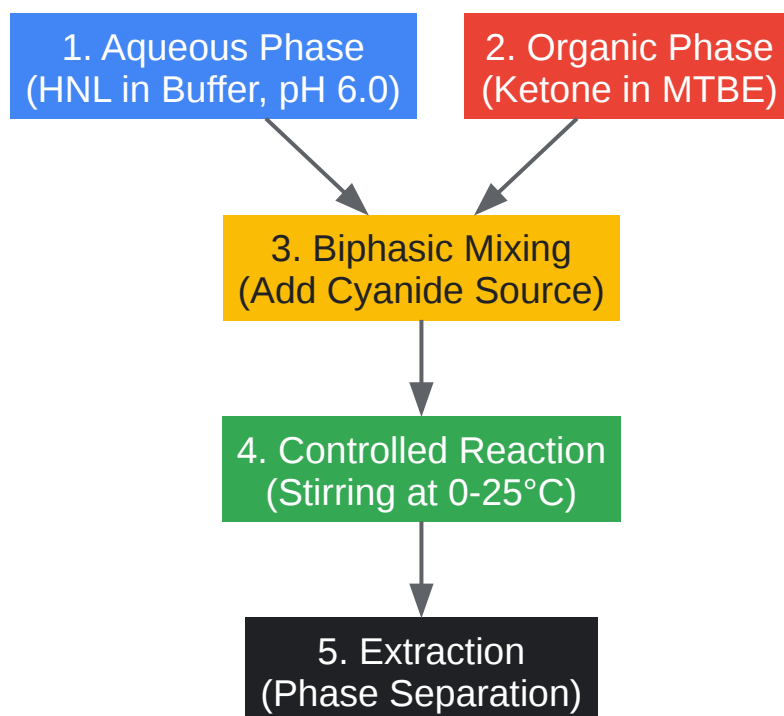 1. Aqueous Phase
(HNL in Buffer, pH 6.0)
2. Organic Phase
(Ketone in MTBE)
3. Biphasic Mixing
(Add Cyanide Source)
4. Controlled Reaction
(Stirring at 0-25°C)
5. Extraction
(Phase Separation)